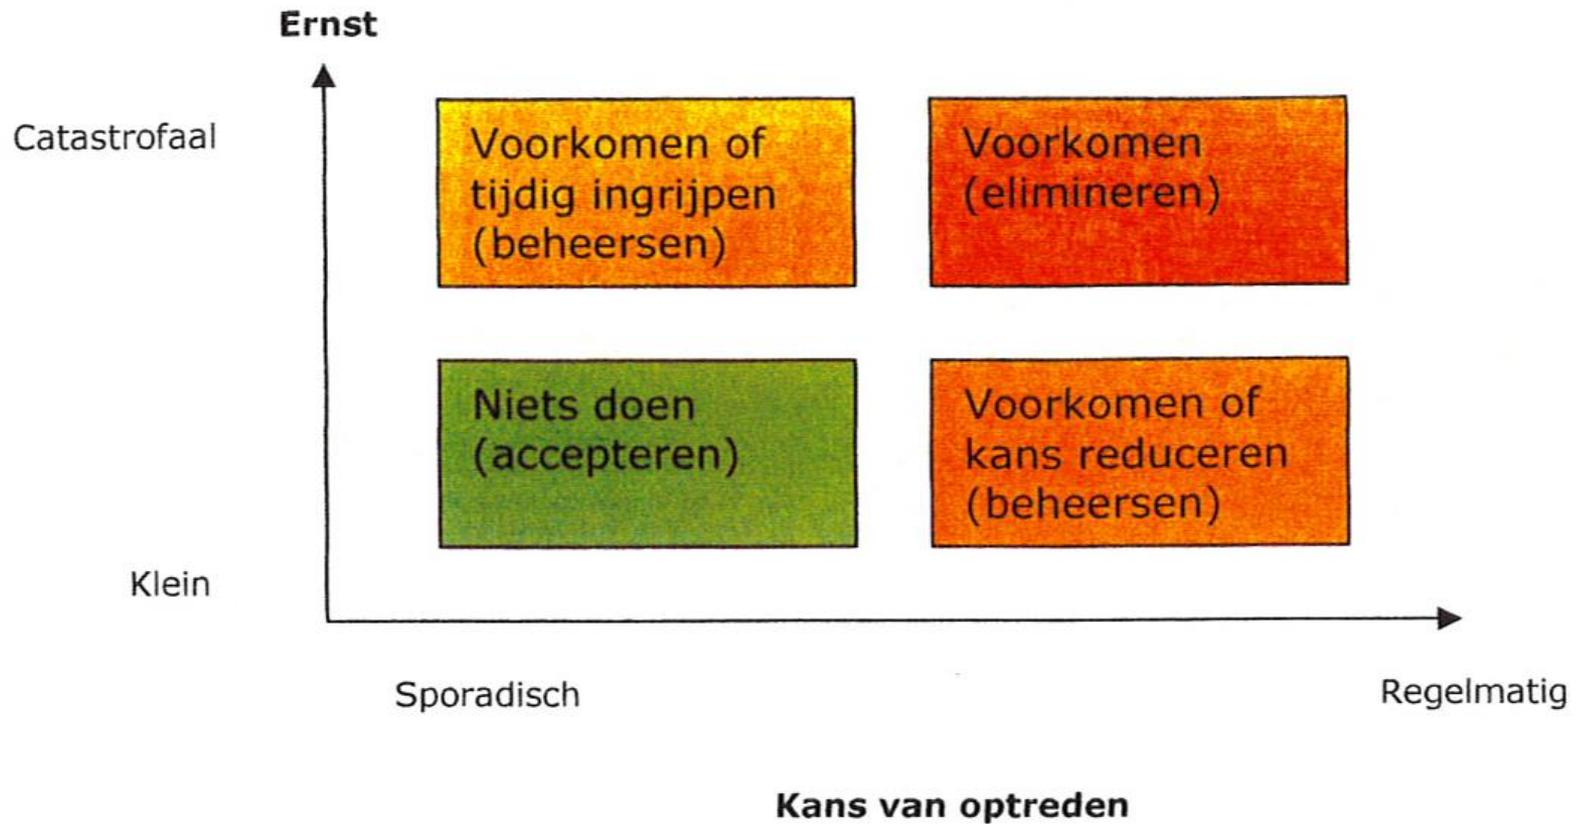 Ernst
Catastrofaal
Voorkomen of
tijdig ingrijpen
(beheersen)
Voorkomen
(elimineren)
Niets doen
(accepteren)
Voorkomen of
kans reduceren
(beheersen)
Klein
Sporadisch
Regelmatig
Kans van optreden